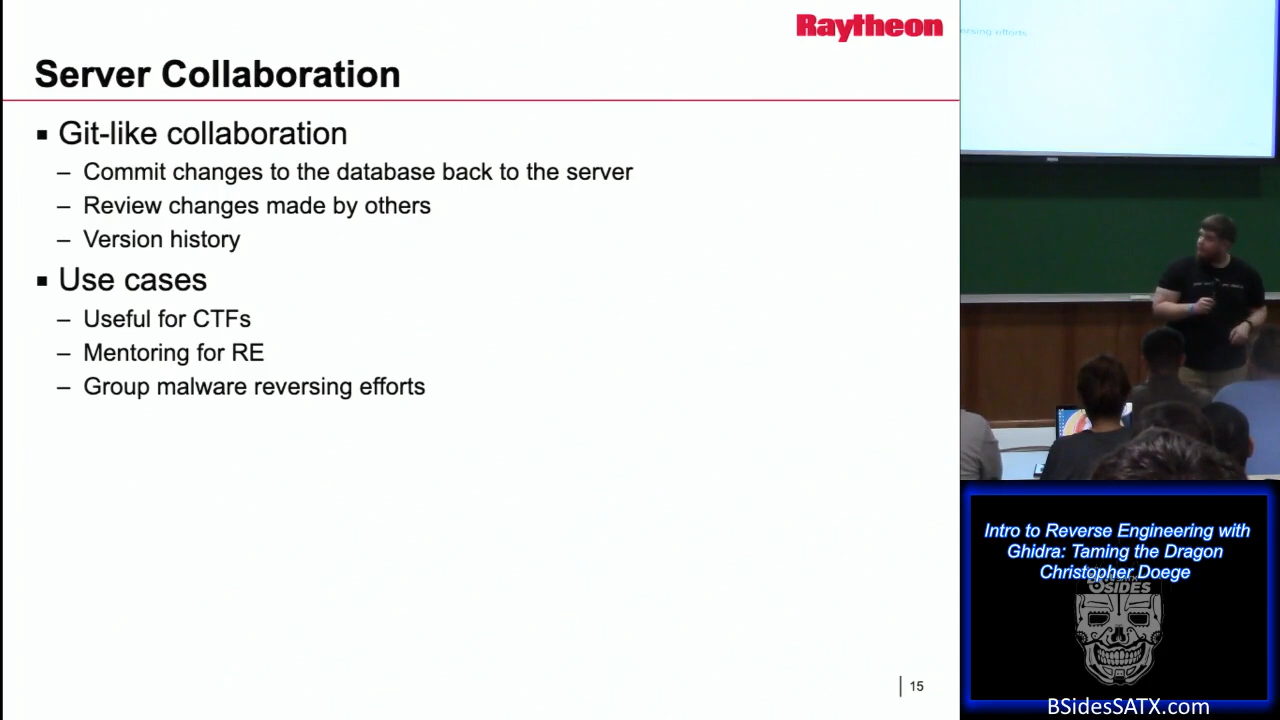 Raytheon
Server Collaboration
▪ Git-like collaboration
– Commit changes to the database back to the server
– Review changes made by others
– Version history
▪ Use cases
– Useful for CTFs
– Mentoring for RE
– Group malware reversing efforts
15
efforts
Intro to Reverse Engineering with
Ghidra: Taming the Dragon
Christopher Doege
BSIDES
BSidesSATX.com